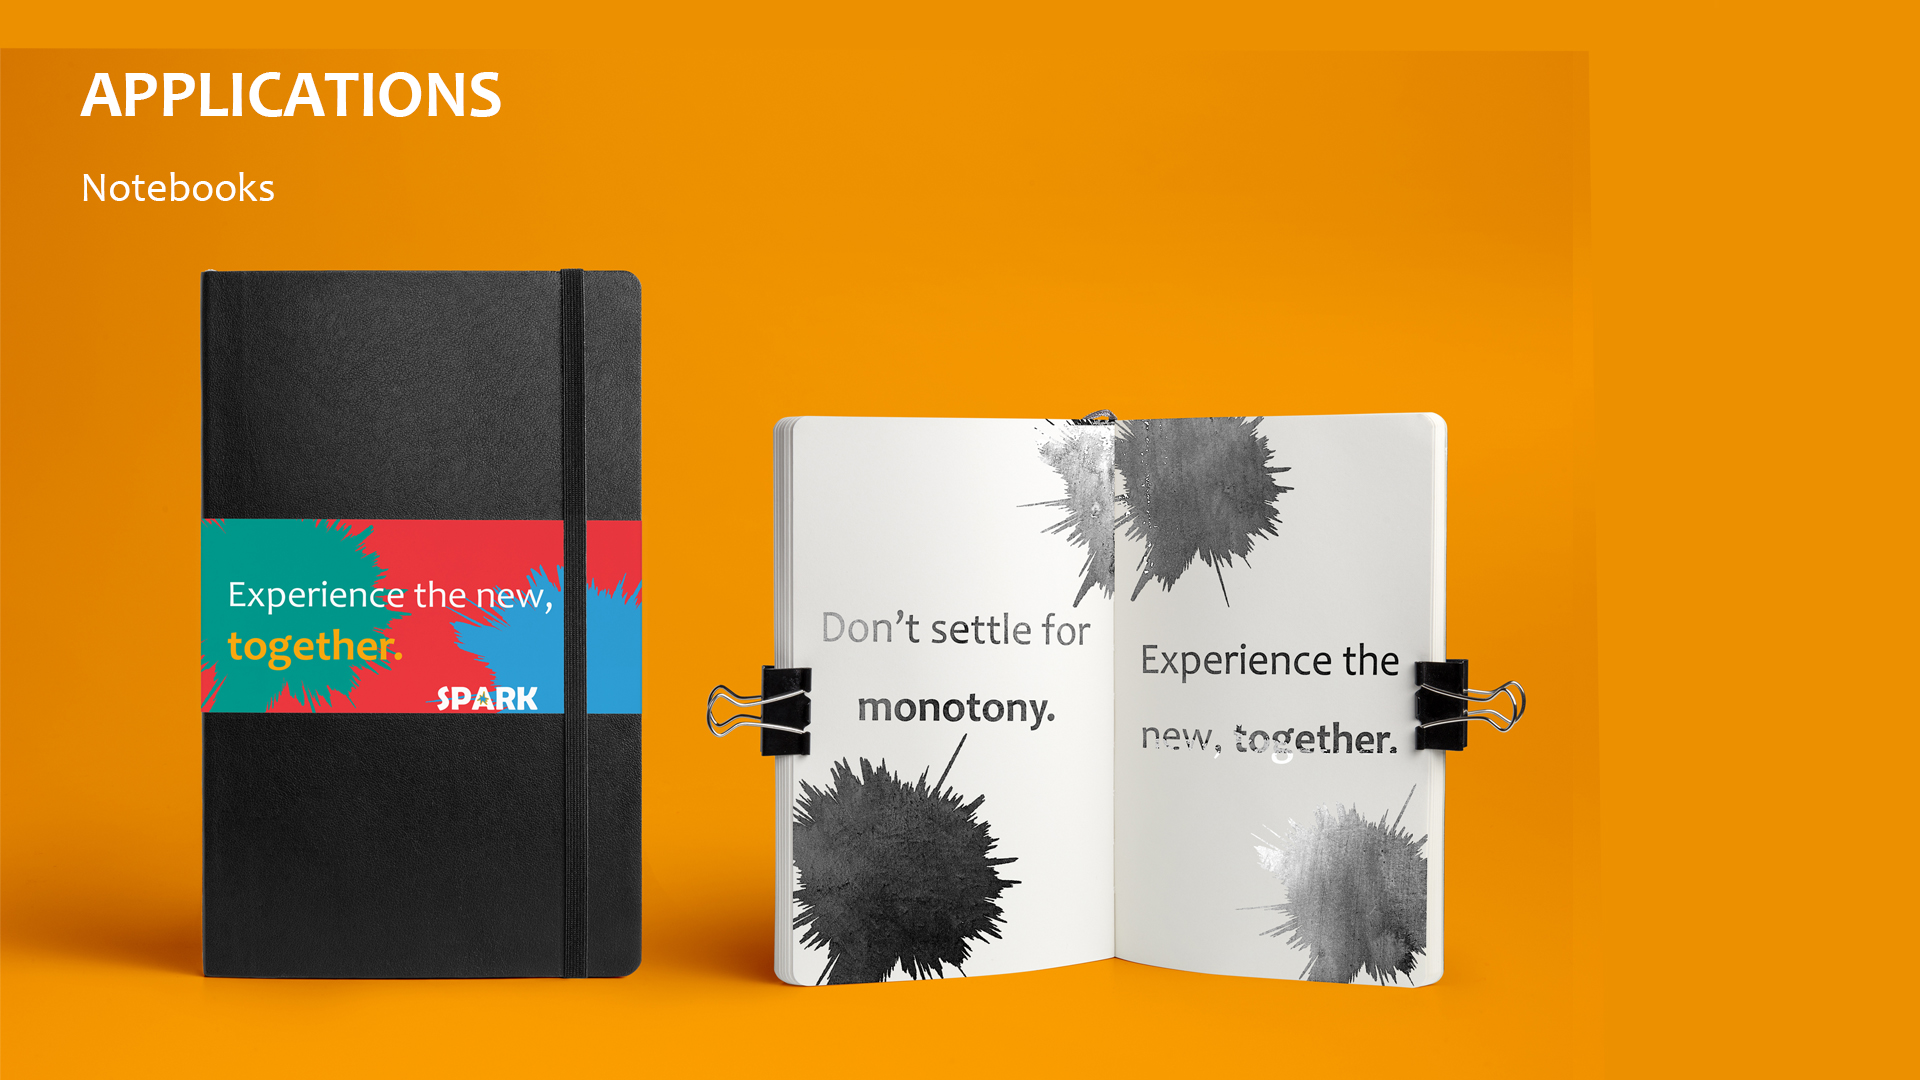 APPLICATIONS
Notebooks
Experience the new,
together.
SPARK
Don’t settle for
monotony.
Experience the
new, together.